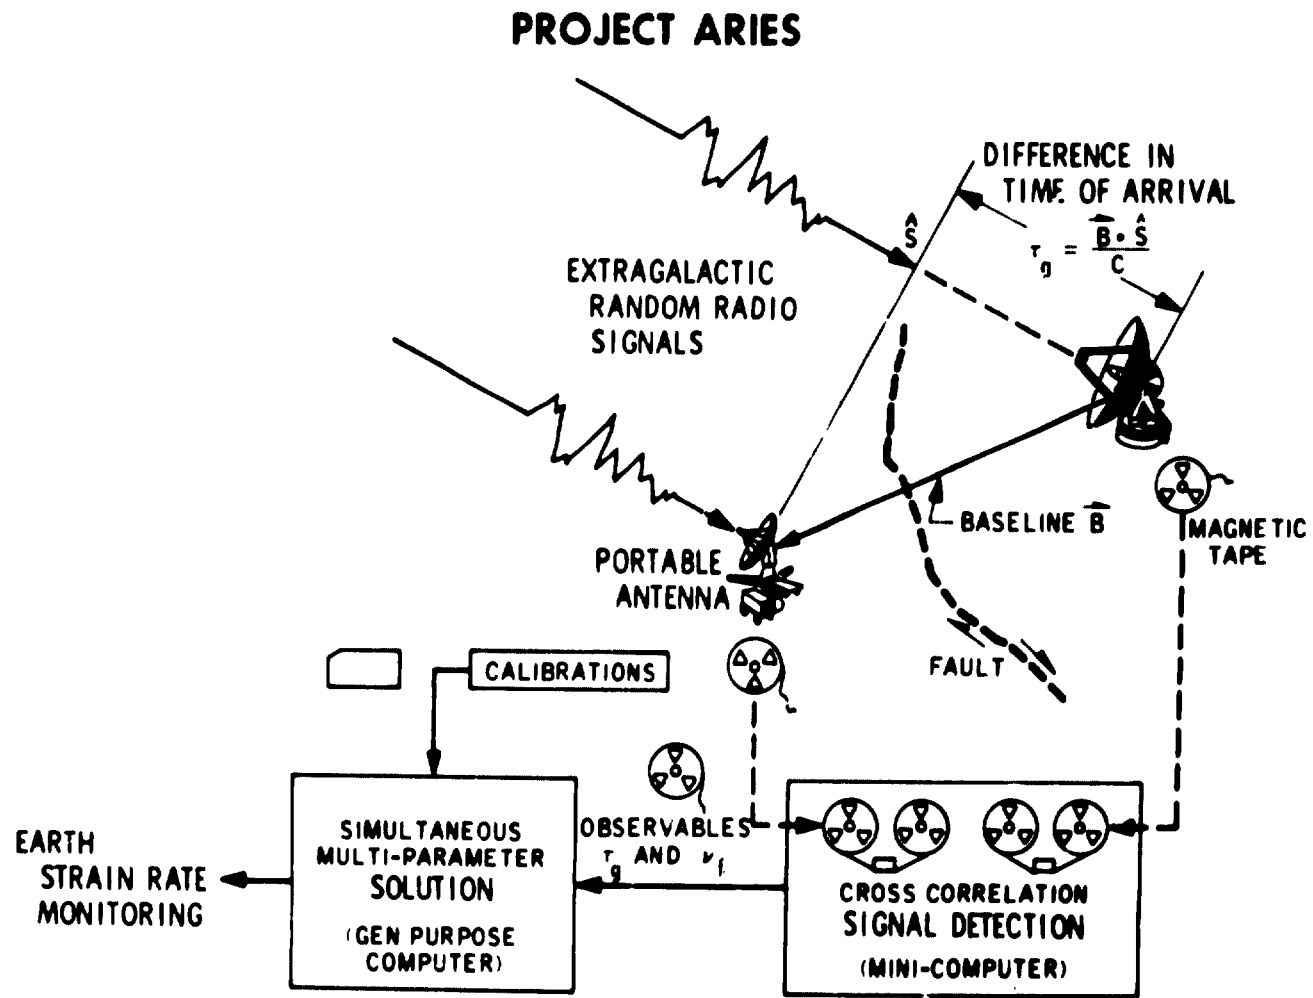 PROJECT ARIES
DIFFERENCE IN
TIME OF ARRIVAL
τg = B⃗ • Ŝ / C
Ŝ
EXTRAGALACTIC
RANDOM RADIO
SIGNALS
BASELINE B⃗
MAGNETIC
TAPE
PORTABLE
ANTENNA
FAULT
CALIBRATIONS
SIMULTANEOUS
MULTI-PARAMETER
SOLUTION
(GEN PURPOSE
COMPUTER)
OBSERVABLES
τg AND νf
CROSS CORRELATION
SIGNAL DETECTION
(MINI-COMPUTER)
EARTH
STRAIN RATE
MONITORING